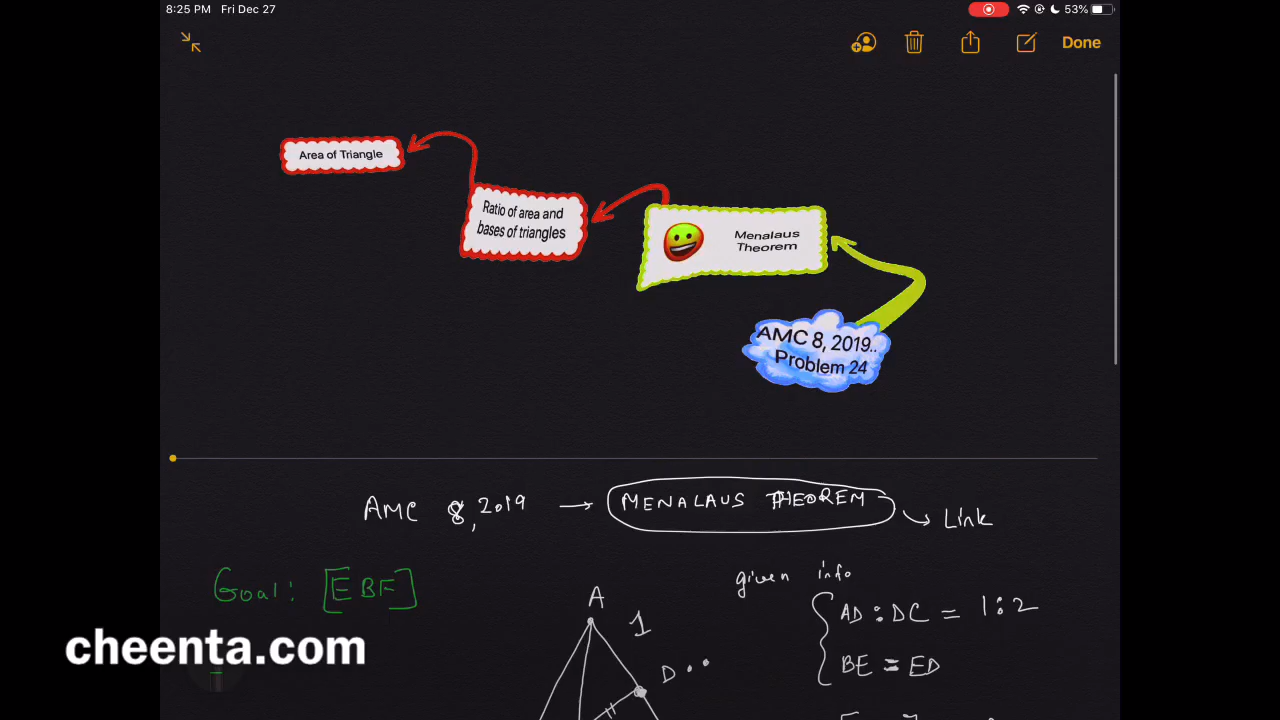 8:25 PM Fri Dec 27
53%
Done
Area of Triangle
Ratio of area and
bases of triangles
Menalaus
Theorem
AMC 8, 2019..
Problem 24
AMC 8, 2019 → MENALAUS THEOREM
Link
Goal: [EBF]
given info
A
1
AD : DC = 1:2
D
BE = ED
cheenta.com